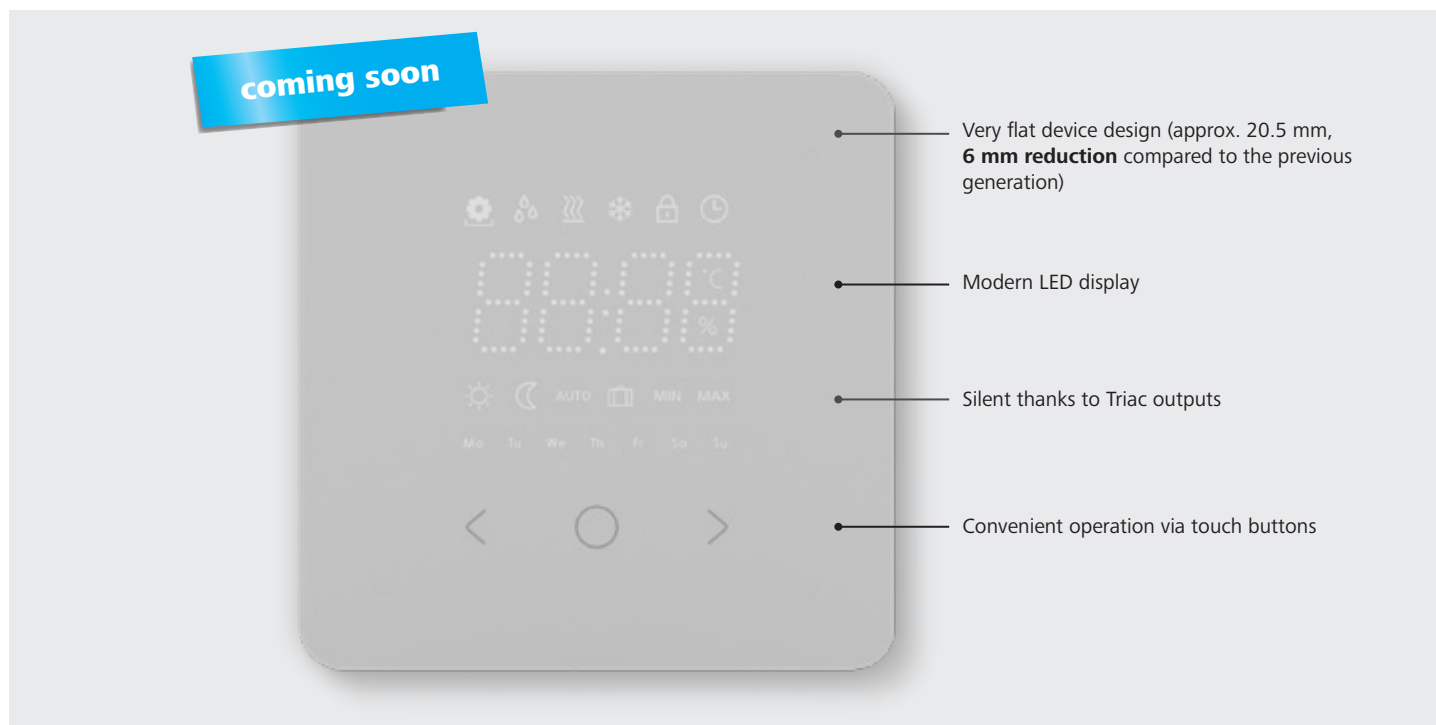 coming soon
Very flat device design (approx. 20.5 mm,
6 mm reduction compared to the previous
generation)
°C
Modern LED display
%
AUTO MIN MAX
Silent thanks to Triac outputs
Mo Tu We Th Fr Sa Su
Convenient operation via touch buttons